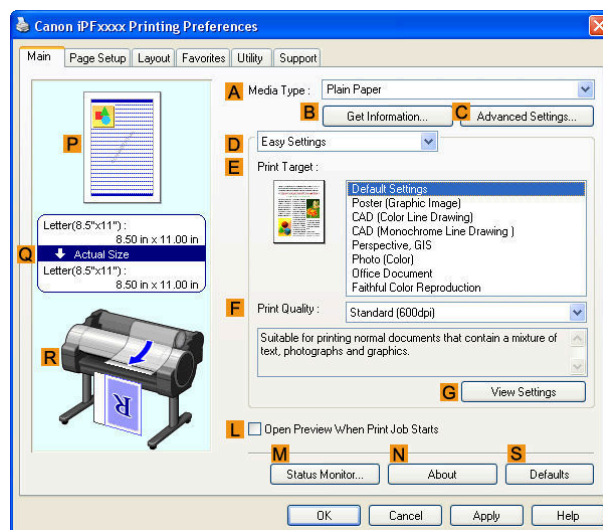 Canon iPFxxxx Printing Preferences
Main Page Setup Layout Favorites Utility Support
A Media Type : Plain Paper
B C
Get Information... Advanced Settings...
P
D Easy Settings
E Print Target :
Default Settings
Poster (Graphic Image)
CAD (Color Line Drawing)
CAD (Monochrome Line Drawing )
Perspective, GIS
Photo (Color)
Office Document
Faithful Color Reproduction
Letter(8.5"x11") :
8.50 in x 11.00 in
Q Actual Size
Letter(8.5"x11") :
8.50 in x 11.00 in
F Print Quality : Standard (600dpi)
Suitable for printing normal documents that contain a mixture of
text, photographs and graphics.
R
R
G View Settings
L Open Preview When Print Job Starts
M N S
Status Monitor... About Defaults
OK Cancel Apply Help